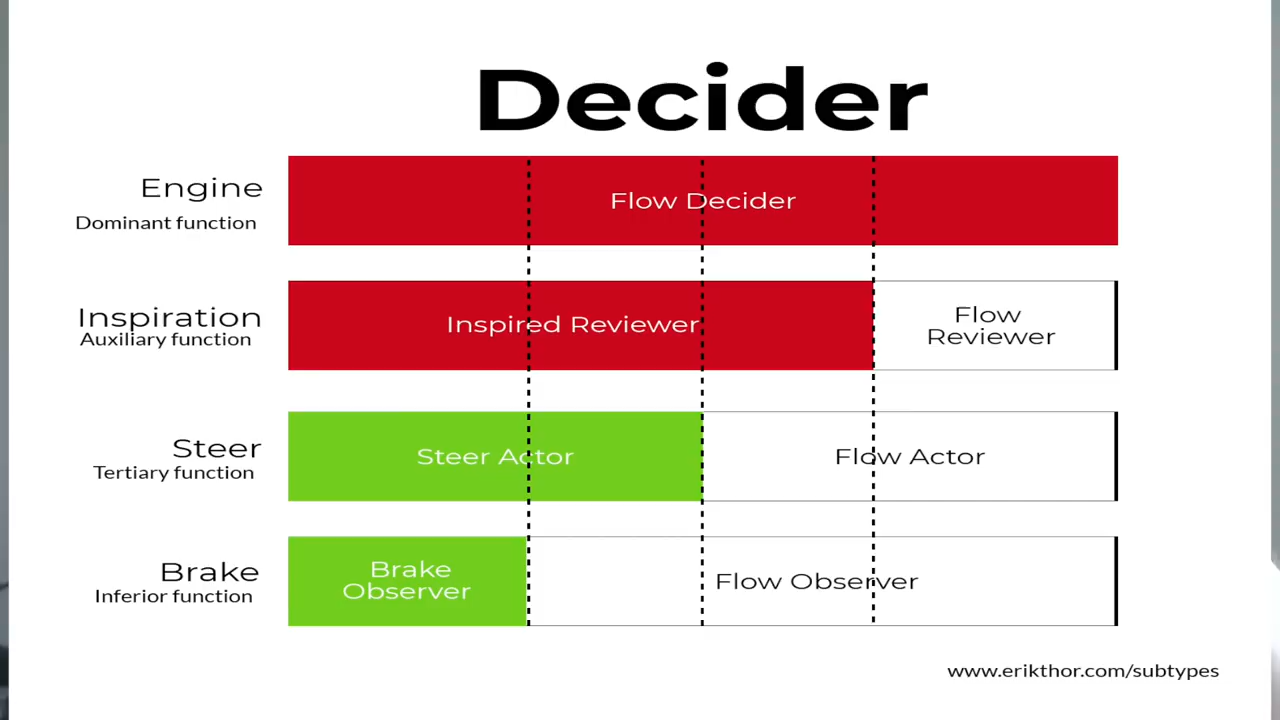 Decider
Engine
Dominant function
Flow Decider
Inspiration
Auxiliary function
Inspired Reviewer
Flow
Reviewer
Steer
Tertiary function
Steer Actor
Flow Actor
Brake
Inferior function
Brake
Observer
Flow Observer
www.erikthor.com/subtypes